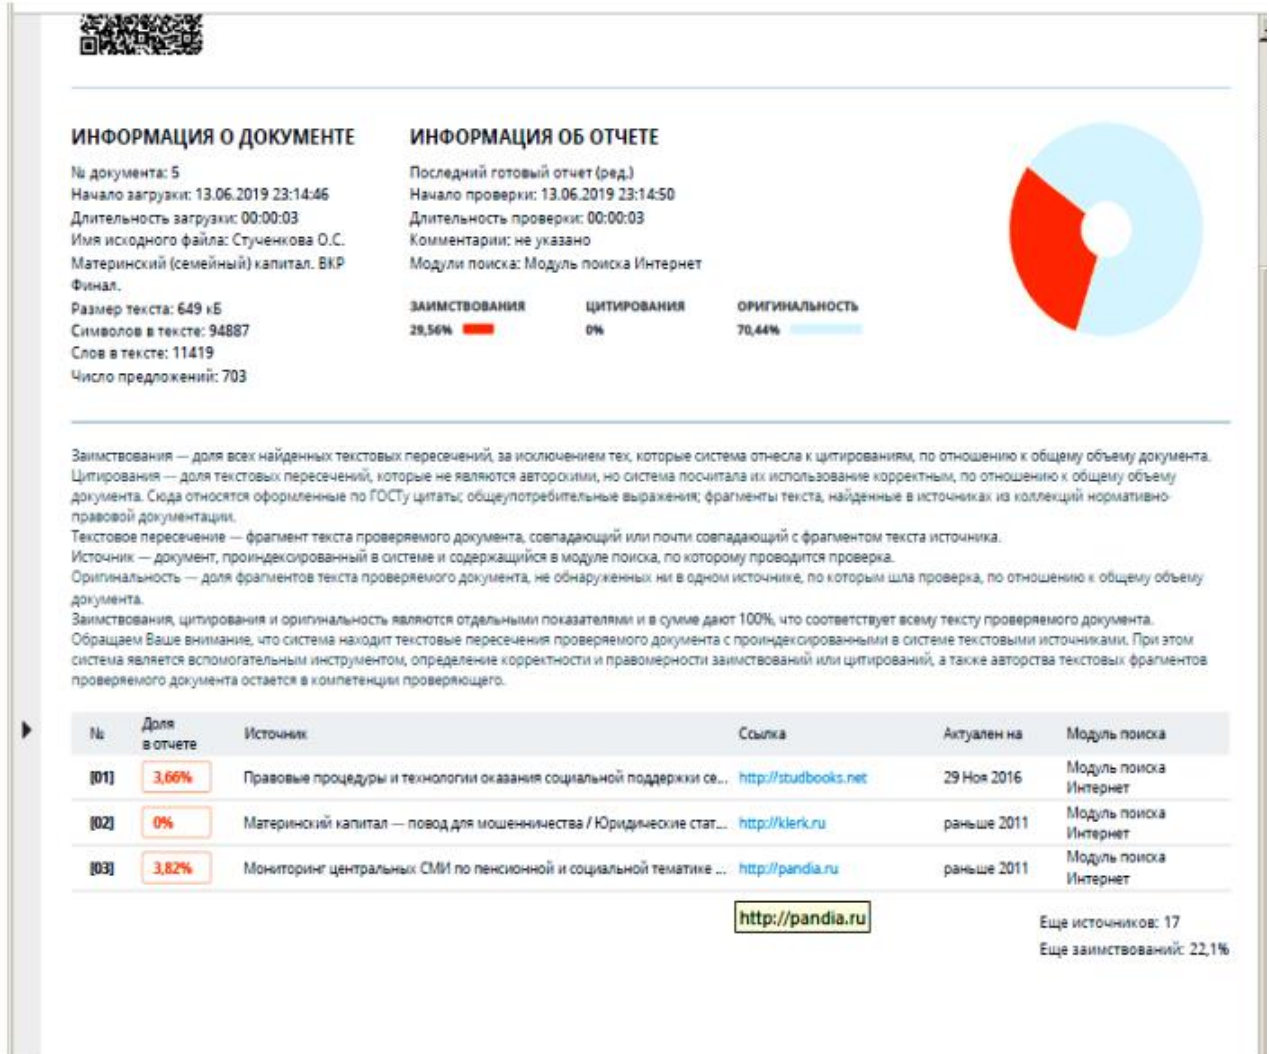 ИНФОРМАЦИЯ О ДОКУМЕНТЕ
№ документа: 5
Начало загрузки: 13.06.2019 23:14:46
Длительность загрузки: 00:00:03
Имя исходного файла: Стученкова О.С.
Материнский (семейный) капитал. ВКР
Финал.
Размер текста: 649 кБ
Символов в тексте: 94887
Слов в тексте: 11419
Число предложений: 703
ИНФОРМАЦИЯ ОБ ОТЧЕТЕ
Последний готовый отчет (ред.)
Начало проверки: 13.06.2019 23:14:50
Длительность проверки: 00:00:03
Комментарии: не указано
Модули поиска: Модуль поиска Интернет
ЗАИМСТВОВАНИЯ ЦИТИРОВАНИЯ ОРИГИНАЛЬНОСТЬ
29,56% 0% 70,44%
Заимствования — доля всех найденных текстовых пересечений, за исключением тех, которые система отнесла к цитированиям, по отношению к общему объему документа.
Цитирования — доля текстовых пересечений, которые не являются авторскими, но система посчитала их использование корректным, по отношению к общему объему
документа. Сюда относятся оформленные по ГОСТу цитаты; общеупотребительные выражения; фрагменты текста, найденные в источниках из коллекций нормативно-
правовой документации.
Текстовое пересечение — фрагмент текста проверяемого документа, совпадающий или почти совпадающий с фрагментом текста источника.
Источник — документ, проиндексированный в системе и содержащийся в модуле поиска, по которому проводится проверка.
Оригинальность — доля фрагментов текста проверяемого документа, не обнаруженных ни в одном источнике, по которым шла проверка, по отношению к общему объему
документа.
Заимствования, цитирования и оригинальность являются отдельными показателями и в сумме дают 100%, что соответствует всему тексту проверяемого документа.
Обращаем Ваше внимание, что система находит текстовые пересечения проверяемого документа с проиндексированными в системе текстовыми источниками. При этом
система является вспомогательным инструментом, определение корректности и правомерности заимствований или цитирований, а также авторства текстовых фрагментов
проверяемого документа остается в компетенции проверяющего.
№ Доля в отчете Источник Ссылка Актуален на Модуль поиска
[01] 3,66% Правовые процедуры и технологии оказания социальной поддержки се... http://studbooks.net 29 Ноя 2016 Модуль поиска Интернет
[02] 0% Материнский капитал — повод для мошенничества / Юридические стат... http://klerk.ru раньше 2011 Модуль поиска Интернет
[03] 3,82% Мониторинг центральных СМИ по пенсионной и социальной тематике ... http://pandia.ru раньше 2011 Модуль поиска Интернет
http://pandia.ru
Еще источников: 17
Еще заимствований: 22,1%